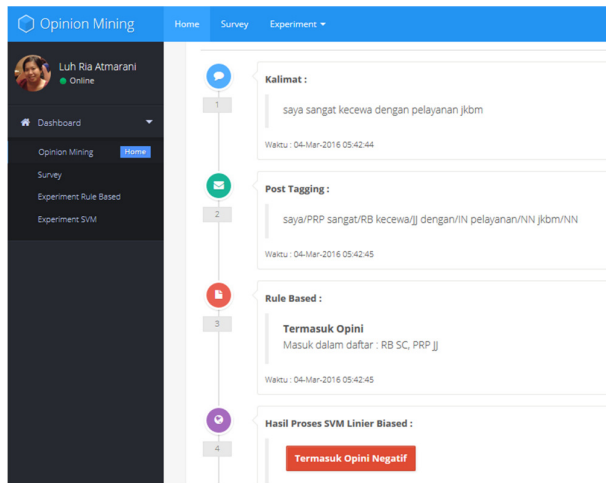 Opinion Mining
Home Survey Experiment
Luh Ria Atmarani
Online
Dashboard
Opinion Mining Home
Survey
Experiment Rule Based
Experiment SVM
1
Kalimat :
saya sangat kecewa dengan pelayanan jkbm
Waktu : 04-Mar-2016 05:42:44
2
Post Tagging :
saya/PRP sangat/RB kecewa/JJ dengan/IN pelayanan/NN jkbm/NN
Waktu : 04-Mar-2016 05:42:45
3
Rule Based :
Termasuk Opini
Masuk dalam daftar : RB SC, PRP JJ
Waktu : 04-Mar-2016 05:42:45
4
Hasil Proses SVM Linier Biased :
Termasuk Opini Negatif